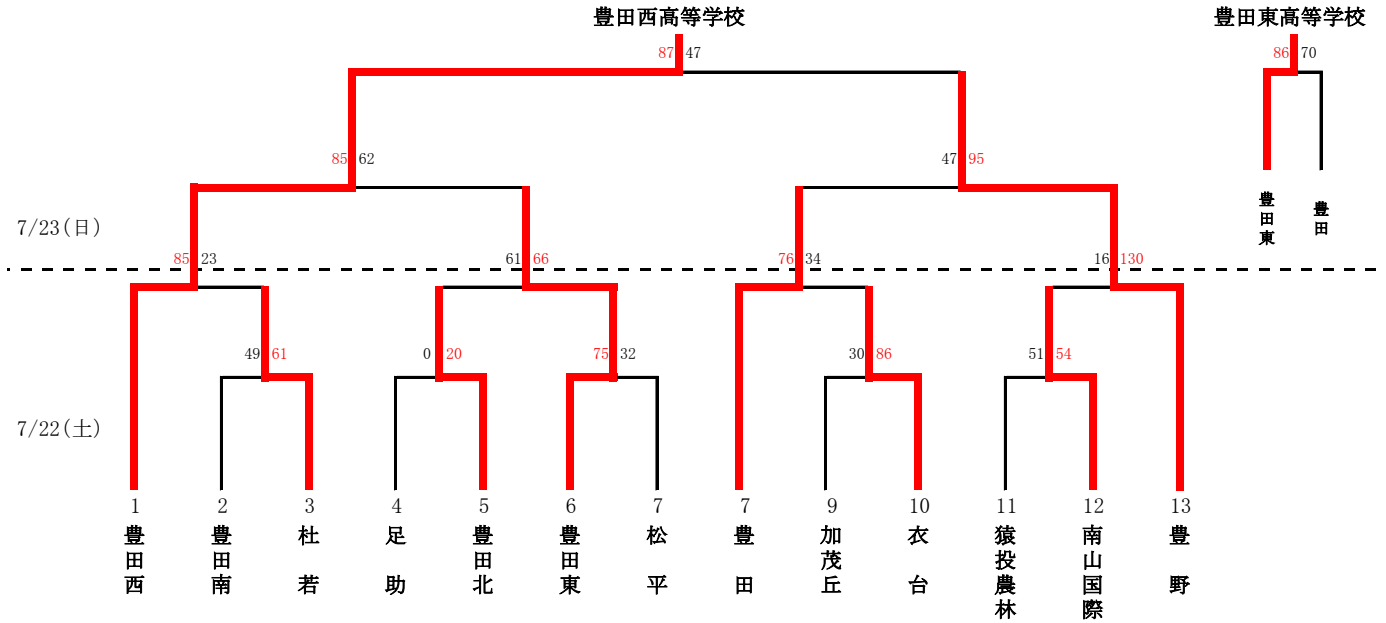 豊田西高等学校
豊田東高等学校
87 47
86 70
85 62
47 95
豊田東
豊田
7/23(日)
85 23
61 66
76 34
16 130
49 61
0 20
75 32
30 86
51 54
7/22(土)
1 2 3 4 5 6 7 7 9 10 11 12 13
豊田西
豊田南
杜若
足助
豊田北
豊田東
松平
豊田
加茂丘
衣台
猿投農林
南山国際
豊野